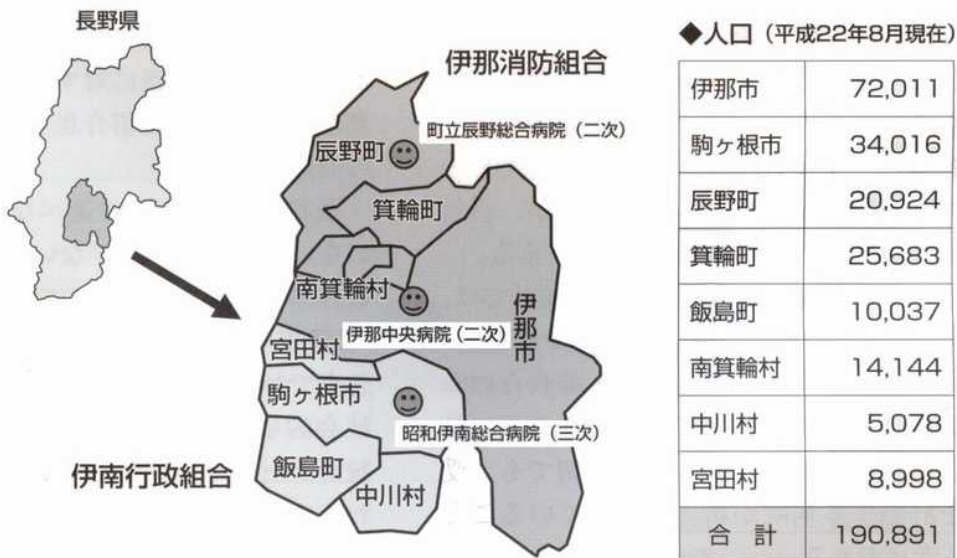 長野県
伊那消防組合
町立辰野総合病院（二次）
辰野町
箕輪町
南箕輪村
伊那中央病院（二次）
伊那市
宮田村
駒ヶ根市
昭和伊南総合病院（三次）
飯島町
中川村
伊南行政組合
◆人口（平成22年8月現在）
伊那市 72,011
駒ヶ根市 34,016
辰野町 20,924
箕輪町 25,683
飯島町 10,037
南箕輪村 14,144
中川村 5,078
宮田村 8,998
合計 190,891